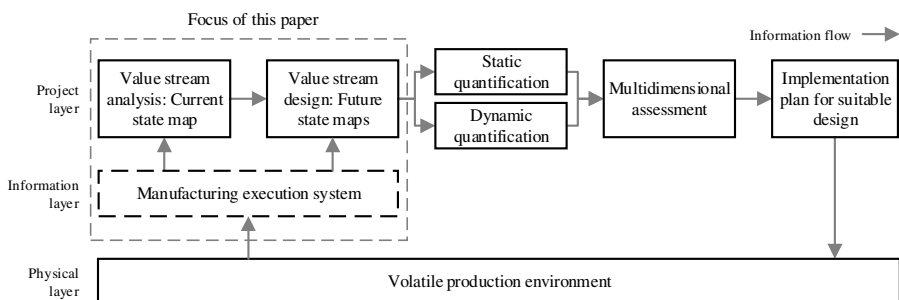 Focus of this paper
Information flow
Project
layer
Value stream
analysis: Current
state map
Value stream
design: Future
state maps
Static
quantification
Dynamic
quantification
Multidimensional
assessment
Implementation
plan for suitable
design
Information
layer
Manufacturing execution system
Physical
layer
Volatile production environment